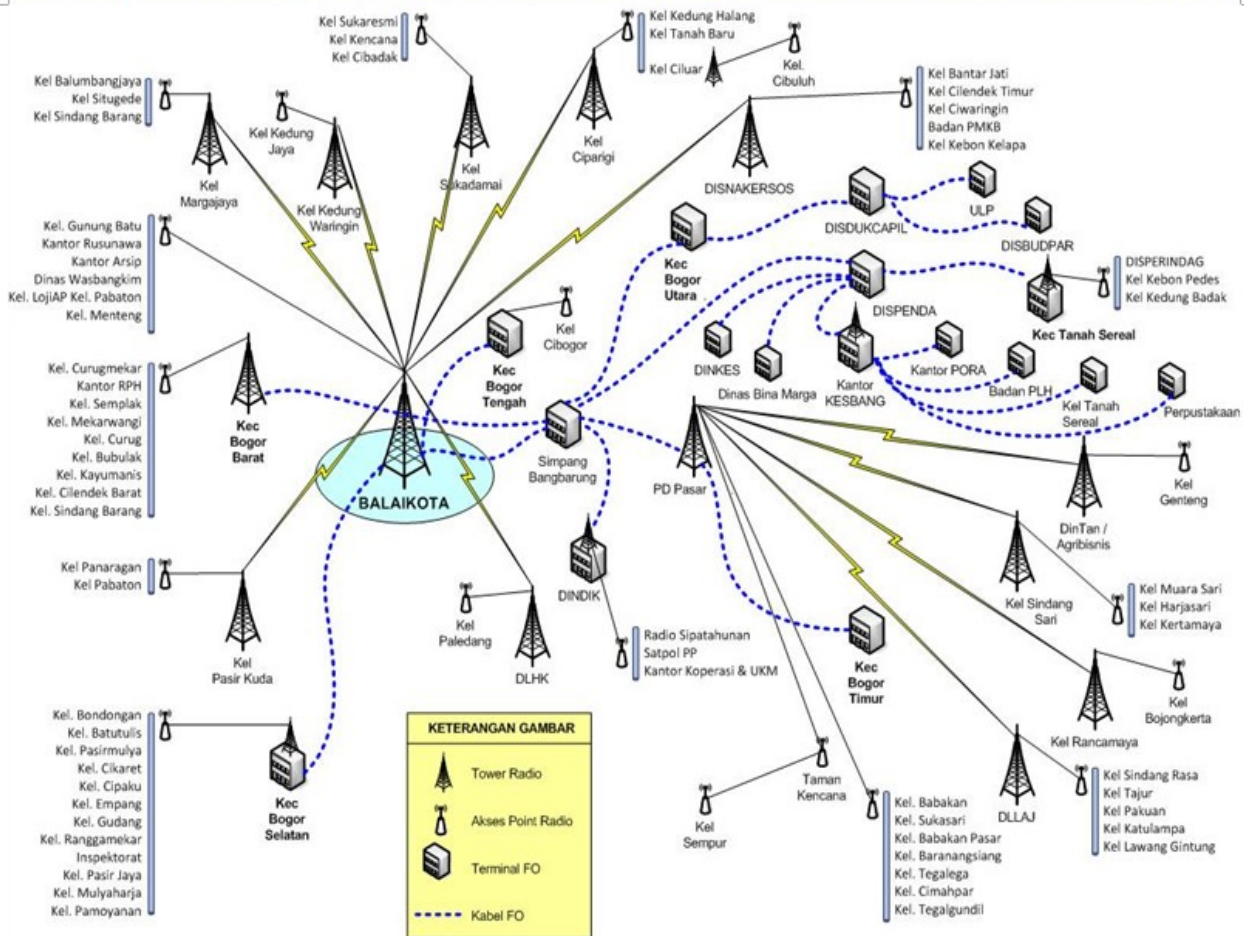 Kel Sukaresmi
Kel Kencana
Kel Cibadak
Kel Kedung Halang
Kel Tanah Baru
Kel Ciluar
Kel.
Cibuluh
Kel Balumbangjaya
Kel Situgede
Kel Sindang Barang
Kel Kedung
Jaya
Kel
Margajaya
Kel Kedung
Waringin
Kel
Sukadamai
Kel
Ciparigi
DISNAKERSOS
Kel Bantar Jati
Kel Cilendek Timur
Kel Ciwaringin
Badan PMKB
Kel Kebon Kelapa
Kel. Gunung Batu
Kantor Rusunawa
Kantor Arsip
Dinas Wasbangkim
Kel. LojiAP Kel. Pabaton
Kel. Menteng
Kec
Bogor
Utara
DISDUKCAPIL
ULP
DISBUDPAR
DISPENDA
DISPERINDAG
Kel Kebon Pedes
Kel Kedung Badak
Kec Tanah Sereal
Kel
Cibogor
Kec
Bogor
Tengah
DINKES
Dinas Bina Marga
Kantor
KESBANG
Kantor PORA
Badan PLH
Kel Tanah
Sereal
Perpustakaan
Kel. Curugmekar
Kantor RPH
Kel. Semplak
Kel. Mekarwangi
Kel. Curug
Kel. Bubulak
Kel. Kayumanis
Kel. Cilendek Barat
Kel. Sindang Barang
Kec
Bogor
Barat
BALAIKOTA
Simpang
Bangbarung
PD Pasar
Kel
Genteng
DinTan /
Agribisnis
Kel Panaragan
Kel Pabaton
Kel
Pasir Kuda
Kel
Paledang
DLHK
DINDIK
Radio Sipatahunan
Satpol PP
Kantor Koperasi & UKM
Kec
Bogor
Timur
Kel Sindang
Sari
Kel Muara Sari
Kel Harjasari
Kel Kertamaya
Kel Rancamaya
Kel
Bojongkerta
Kel. Bondongan
Kel. Batutulis
Kel. Pasirmulya
Kel. Cikaret
Kel. Cipaku
Kel. Empang
Kel. Gudang
Kel. Ranggamekar
Inspektorat
Kel. Pasir Jaya
Kel. Mulyaharja
Kel. Pamoyanan
Kec
Bogor
Selatan
KETERANGAN GAMBAR
Tower Radio
Akses Point Radio
Terminal FO
Kabel FO
Kel
Sempur
Taman
Kencana
Kel. Babakan
Kel. Sukasari
Kel. Babakan Pasar
Kel. Baranangsiang
Kel. Tegalega
Kel. Cimahpar
Kel. Tegalgundil
DLLAJ
Kel Sindang Rasa
Kel Tajur
Kel Pakuan
Kel Katulampa
Kel Lawang Gintung